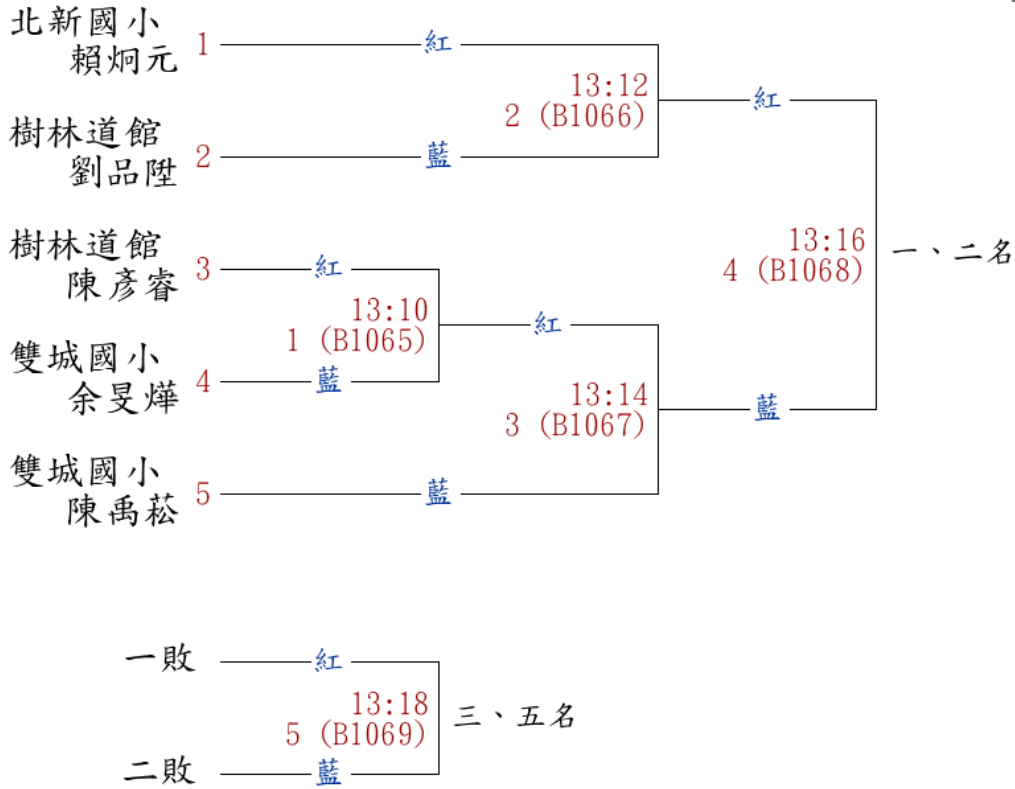 北新國小
賴炯元
1
紅
13:12
2 (B1066)
紅
樹林道館
劉品陞
2
藍
樹林道館
陳彥睿
3
紅
13:10
1 (B1065)
紅
13:16
4 (B1068)
一、二名
雙城國小
余旻燁
4
藍
13:14
3 (B1067)
藍
雙城國小
陳禹菘
5
藍
一敗
紅
13:18
5 (B1069)
三、五名
二敗
藍